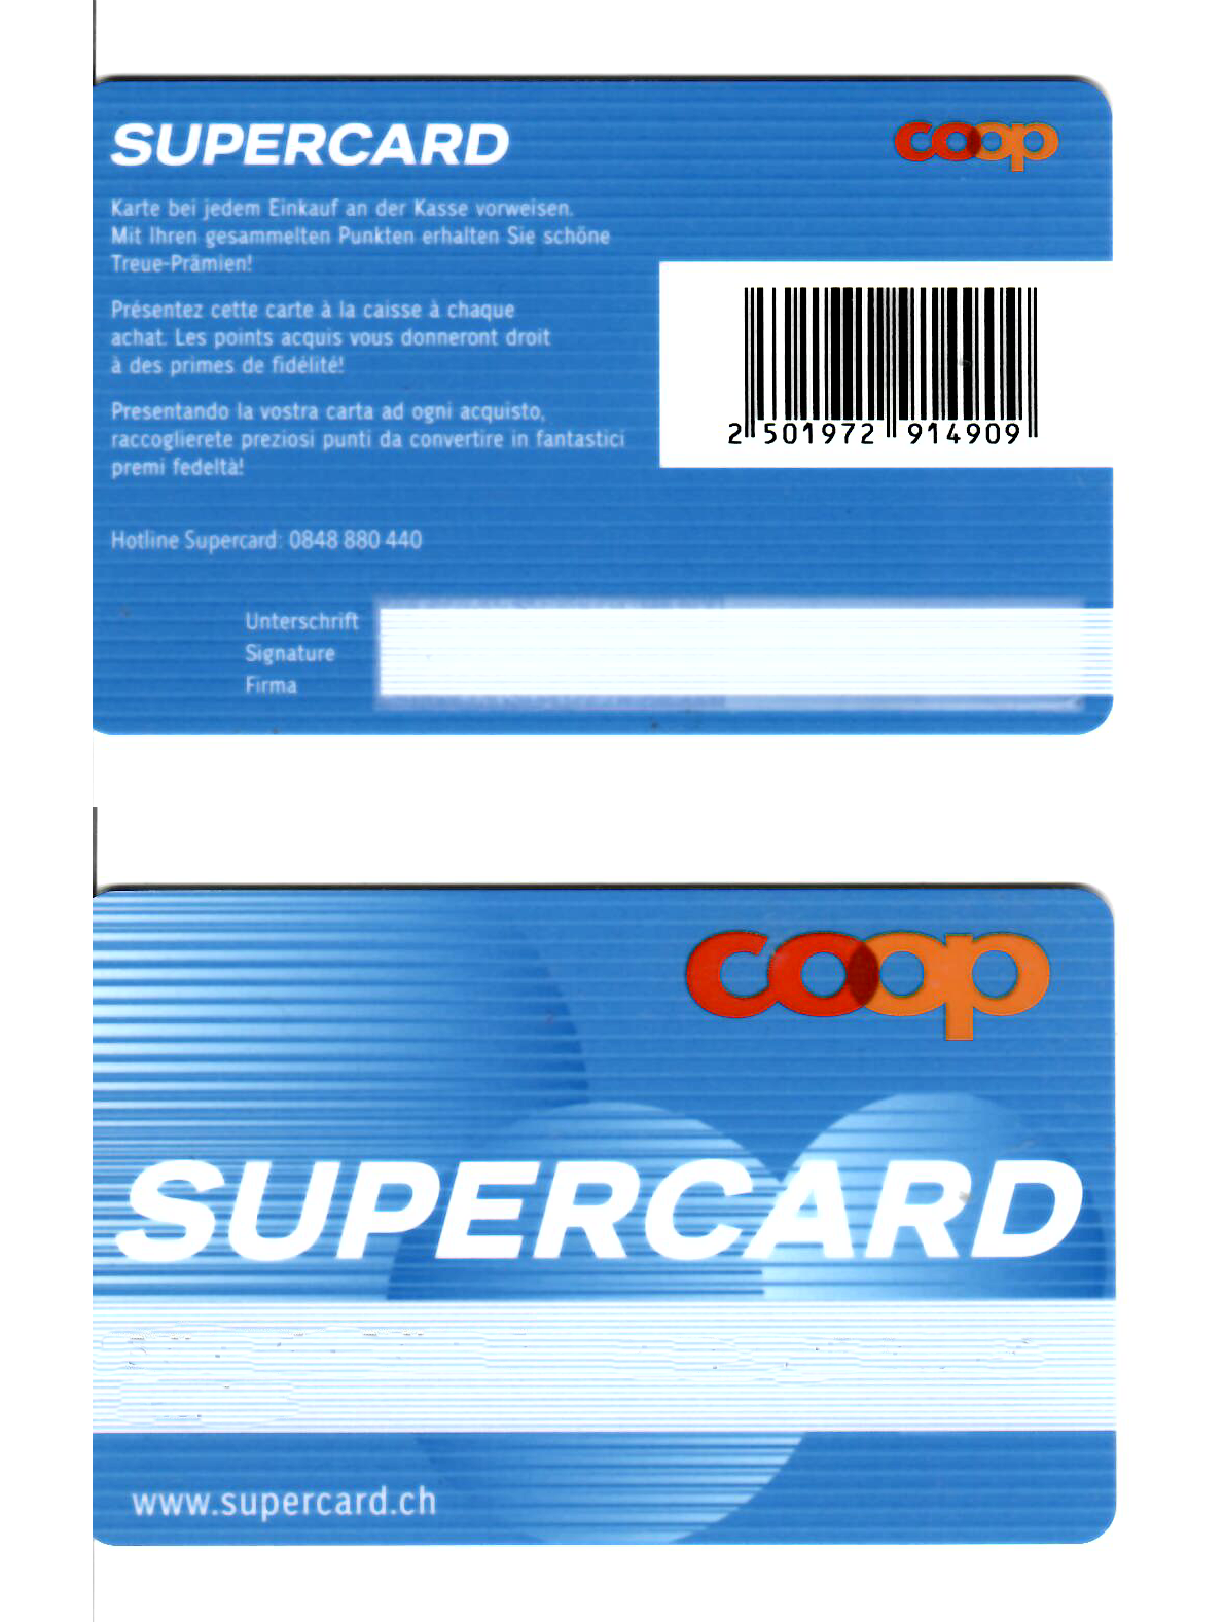 SUPERCARD
coop
Karte bei jedem Einkauf an der Kasse vorweisen.
Mit Ihren gesammelten Punkten erhalten Sie schöne
Treue-Prämien!
Présentez cette carte à la caisse à chaque
achat. Les points acquis vous donneront droit
à des primes de fidélité!
Presentando la vostra carta ad ogni acquisto,
raccoglierete preziosi punti da convertire in fantastici
premi fedeltà!
2 501972 914909
Hotline Supercard: 0848 880 440
Unterschrift
Signature
Firma
coop
SUPERCARD
www.supercard.ch